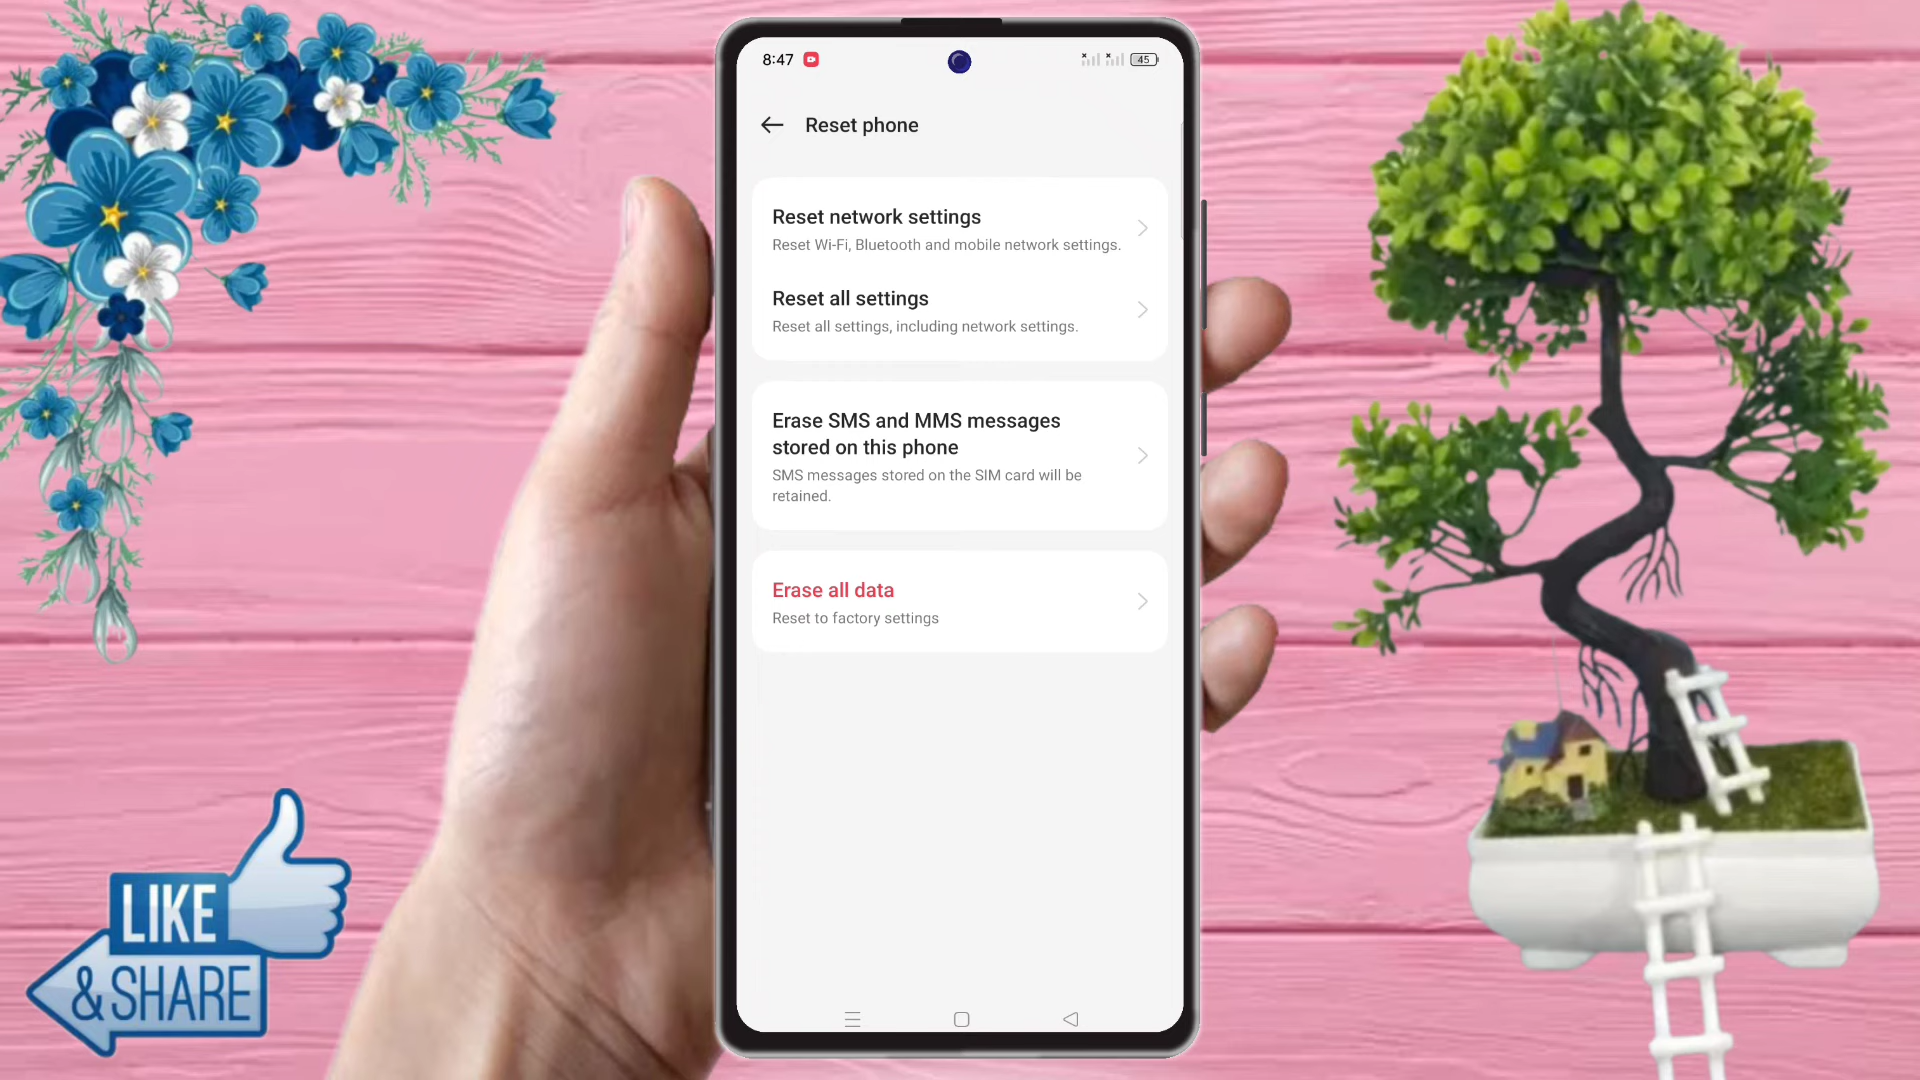 8:47
45
Reset phone
Reset network settings
Reset Wi-Fi, Bluetooth and mobile network settings.
Reset all settings
Reset all settings, including network settings.
Erase SMS and MMS messages
stored on this phone
SMS messages stored on the SIM card will be
retained.
Erase all data
Reset to factory settings
LIKE
& SHARE